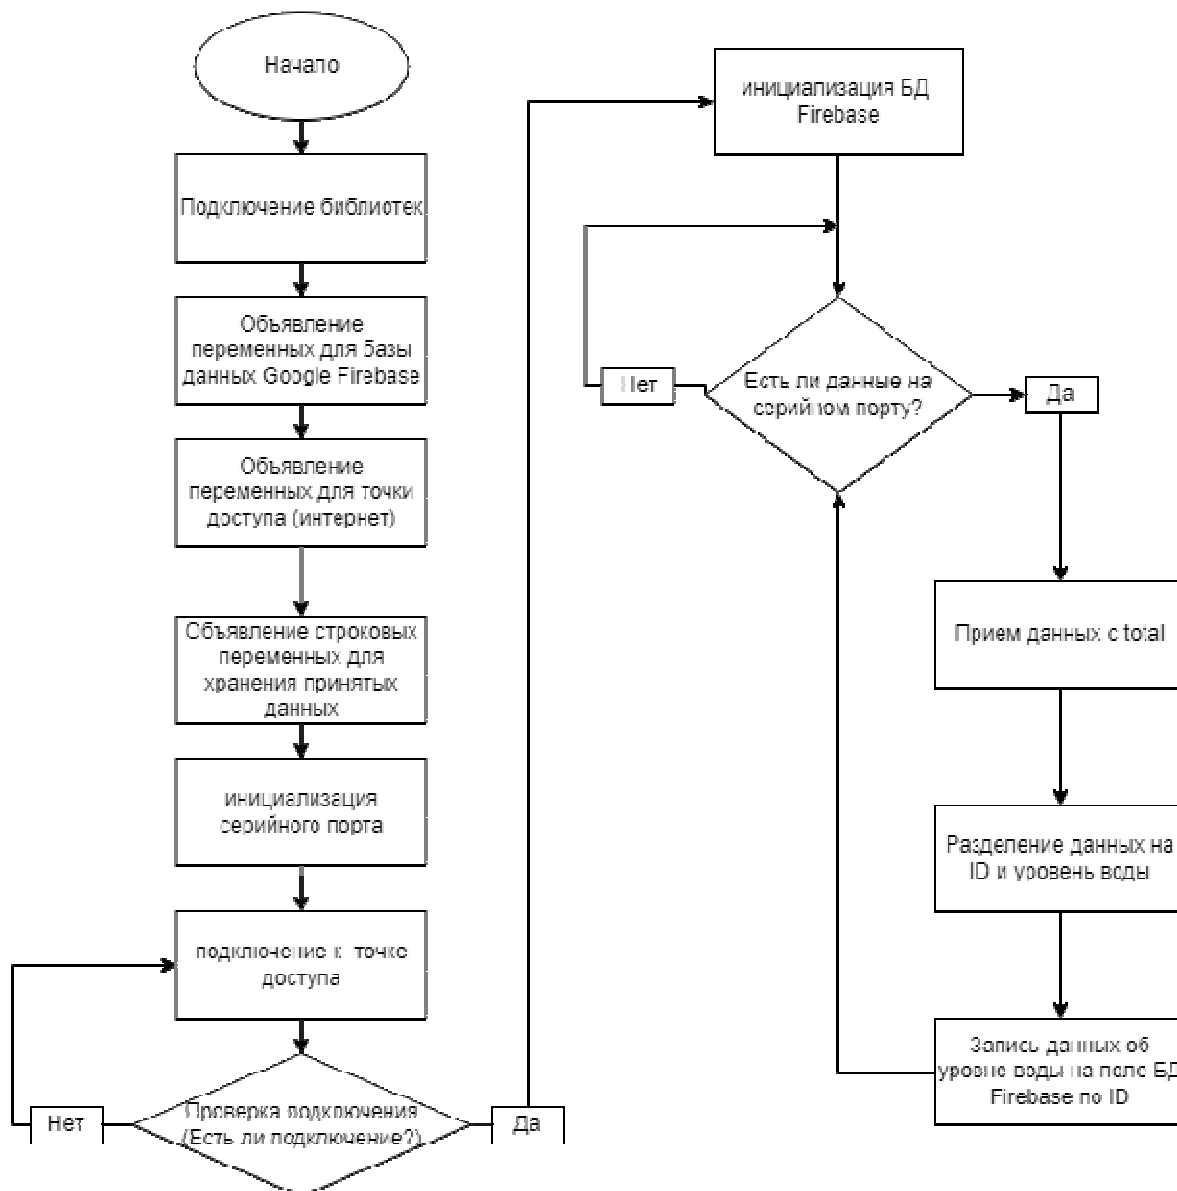 Начало
Подключение библиотек
Объявление
переменных для базы
данных Google Firebase
Объявление
переменных для точки
доступа (интернет)
Объявление строковых
переменных для
хранения принятых
данных
инициализация
серийного порта
подключение к точке
доступа
Проверка подключения
(Есть ли подключение?)
Нет
Да
инициализация БД
Firebase
Есть ли данные на
серийном порту?
Нет
Да
Прием данных с total
Разделение данных на
ID и уровень воды
Запись данных об
уровне воды на поле БД
Firebase по ID